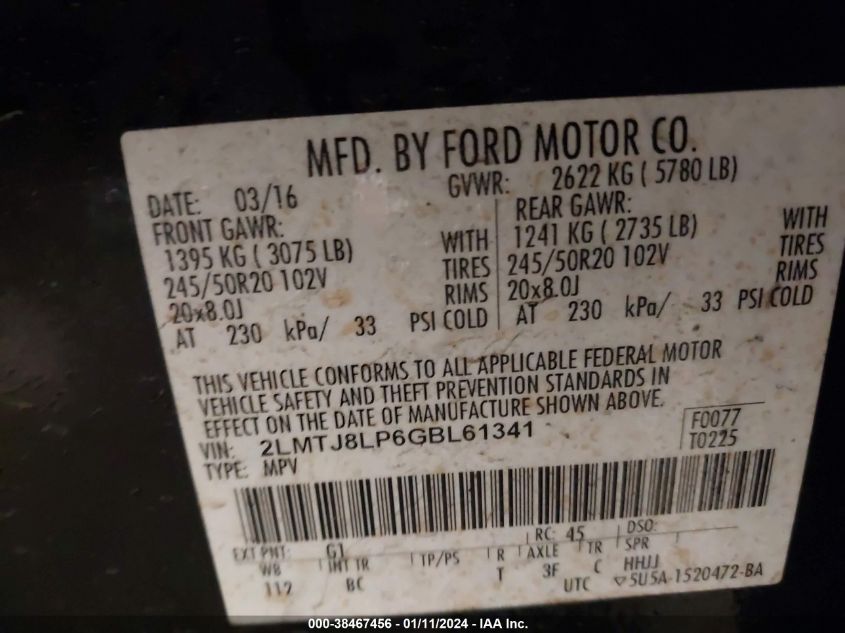 MFD. BY FORD MOTOR CO.
DATE: 03/16 GVWR: 2622 KG ( 5780 LB)
FRONT GAWR: REAR GAWR:
1395 KG ( 3075 LB) WITH 1241 KG ( 2735 LB) WITH
245/50R20 102V TIRES 245/50R20 102V TIRES
20x8.0J RIMS 20x8.0J RIMS
AT 230 kPa/ 33 PSI COLD AT 230 kPa/ 33 PSI COLD
THIS VEHICLE CONFORMS TO ALL APPLICABLE FEDERAL MOTOR
VEHICLE SAFETY AND THEFT PREVENTION STANDARDS IN
EFFECT ON THE DATE OF MANUFACTURE SHOWN ABOVE.
VIN: 2LMTJ8LP6GBL61341 F0077
TYPE: MPV T0225
EXT PNT: G1 RC: 45 DSO:
WB INT TR TP/PS R AXLE TR SPR
112 BC T 3F C HHJJ
UTC 5U5A-1520472-BA
000-38467456 - 01/11/2024 - IAA Inc.